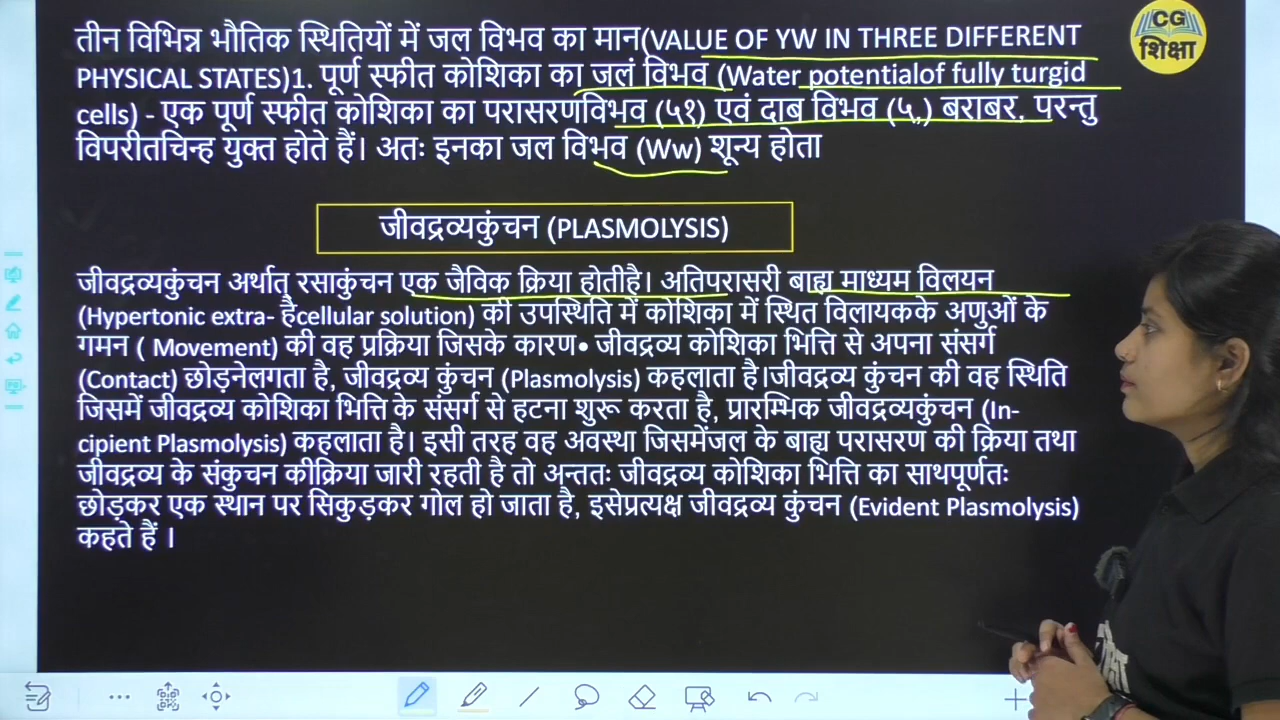 तीन विभिन्न भौतिक स्थितियों में जल विभव का मान(VALUE OF YW IN THREE DIFFERENT
PHYSICAL STATES)1. पूर्ण स्फीत कोशिका का जलं विभव (Water potentialof fully turgid
cells) - एक पूर्ण स्फीत कोशिका का परासरणविभव (५१) एवं दाब विभव (५,) बराबर, परन्तु
विपरीतचिन्ह युक्त होते हैं। अतः इनका जल विभव (Ww) शून्य होता
जीवद्रव्यकुंचन (PLASMOLYSIS)
जीवद्रव्यकुंचन अर्थात् रसाकुंचन एक जैविक क्रिया होतीहै। अतिपरासरी बाह्य माध्यम विलयन
(Hypertonic extra- हैcellular solution) की उपस्थिति में कोशिका में स्थित विलायकके अणुओं के
गमन ( Movement) की वह प्रक्रिया जिसके कारण• जीवद्रव्य कोशिका भित्ति से अपना संसर्ग
(Contact) छोड़नेलगता है, जीवद्रव्य कुंचन (Plasmolysis) कहलाता है।जीवद्रव्य कुंचन की वह स्थिति
जिसमें जीवद्रव्य कोशिका भित्ति के संसर्ग से हटना शुरू करता है, प्रारम्भिक जीवद्रव्यकुंचन (In-
cipient Plasmolysis) कहलाता है। इसी तरह वह अवस्था जिसमेंजल के बाह्य परासरण की क्रिया तथा
जीवद्रव्य के संकुचन कीक्रिया जारी रहती है तो अन्ततः जीवद्रव्य कोशिका भित्ति का साथपूर्णतः
छोड़कर एक स्थान पर सिकुड़कर गोल हो जाता है, इसेप्रत्यक्ष जीवद्रव्य कुंचन (Evident Plasmolysis)
कहते हैं ।
CG
शिक्षा